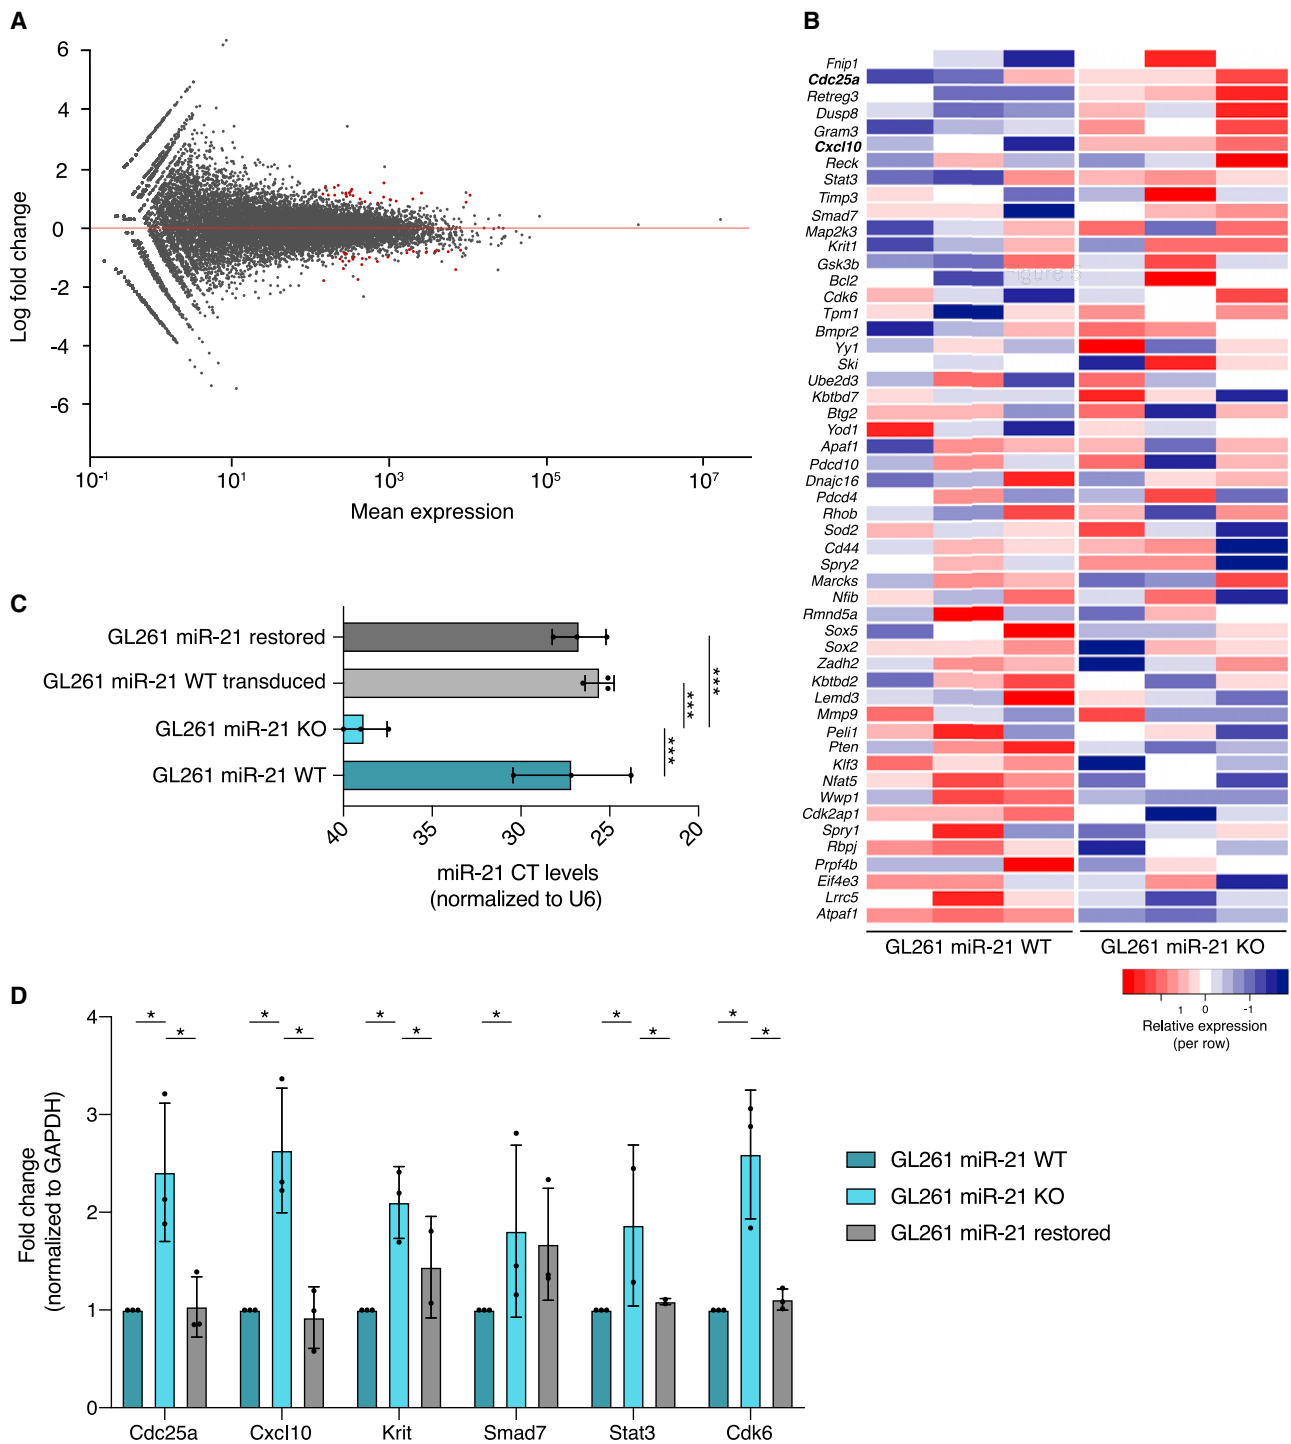 A
6
4
2
0
-2
-4
-6
Log fold change
10-1
101
103
105
107
Mean expression
B
Fnip1
Cdc25a
Retreg3
Dusp8
Gram3
Cxcl10
Reck
Stat3
Timp3
Smad7
Map2k3
Krit1
Gsk3b
Bcl2
Cdk6
Tpm1
Bmpr2
Yy1
Ski
Ube2d3
Kbtbd7
Btg2
Yod1
Apaf1
Pdcd10
Dnajc16
Pdcd4
Rhob
Sod2
Cd44
Spry2
Marcks
Nfib
Rmnd5a
Sox5
Sox2
Zadh2
Kbtbd2
Lemd3
Mmp9
Peli1
Pten
Klf3
Nfat5
Wwp1
Cdk2ap1
Spry1
Rbpj
Prpf4b
Eif4e3
Lrrc5
Atpaf1
Figure 5
GL261 miR-21 WT
GL261 miR-21 KO
1 0 -1
Relative expression
(per row)
C
GL261 miR-21 restored
GL261 miR-21 WT transduced
GL261 miR-21 KO
GL261 miR-21 WT
***
***
***
40 35 30 25 20
miR-21 CT levels
(normalized to U6)
D
4
3
2
1
0
Fold change
(normalized to GAPDH)
* * * * * * * * * * *
Cdc25a Cxcl10 Krit Smad7 Stat3 Cdk6
GL261 miR-21 WT
GL261 miR-21 KO
GL261 miR-21 restored